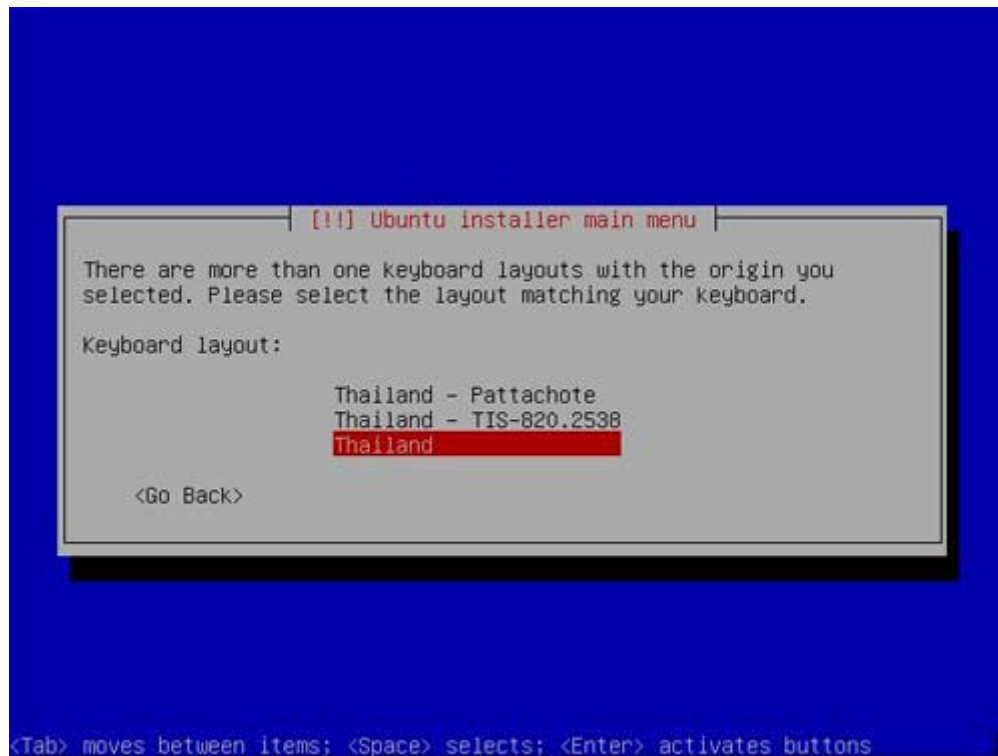 [!!] Ubuntu installer main menu
There are more than one keyboard layouts with the origin you
selected. Please select the layout matching your keyboard.
Keyboard layout:
Thailand - Pattachote
Thailand - TIS-820.2538
Thailand
<Go Back>
<Tab> moves between items; <Space> selects; <Enter> activates buttons